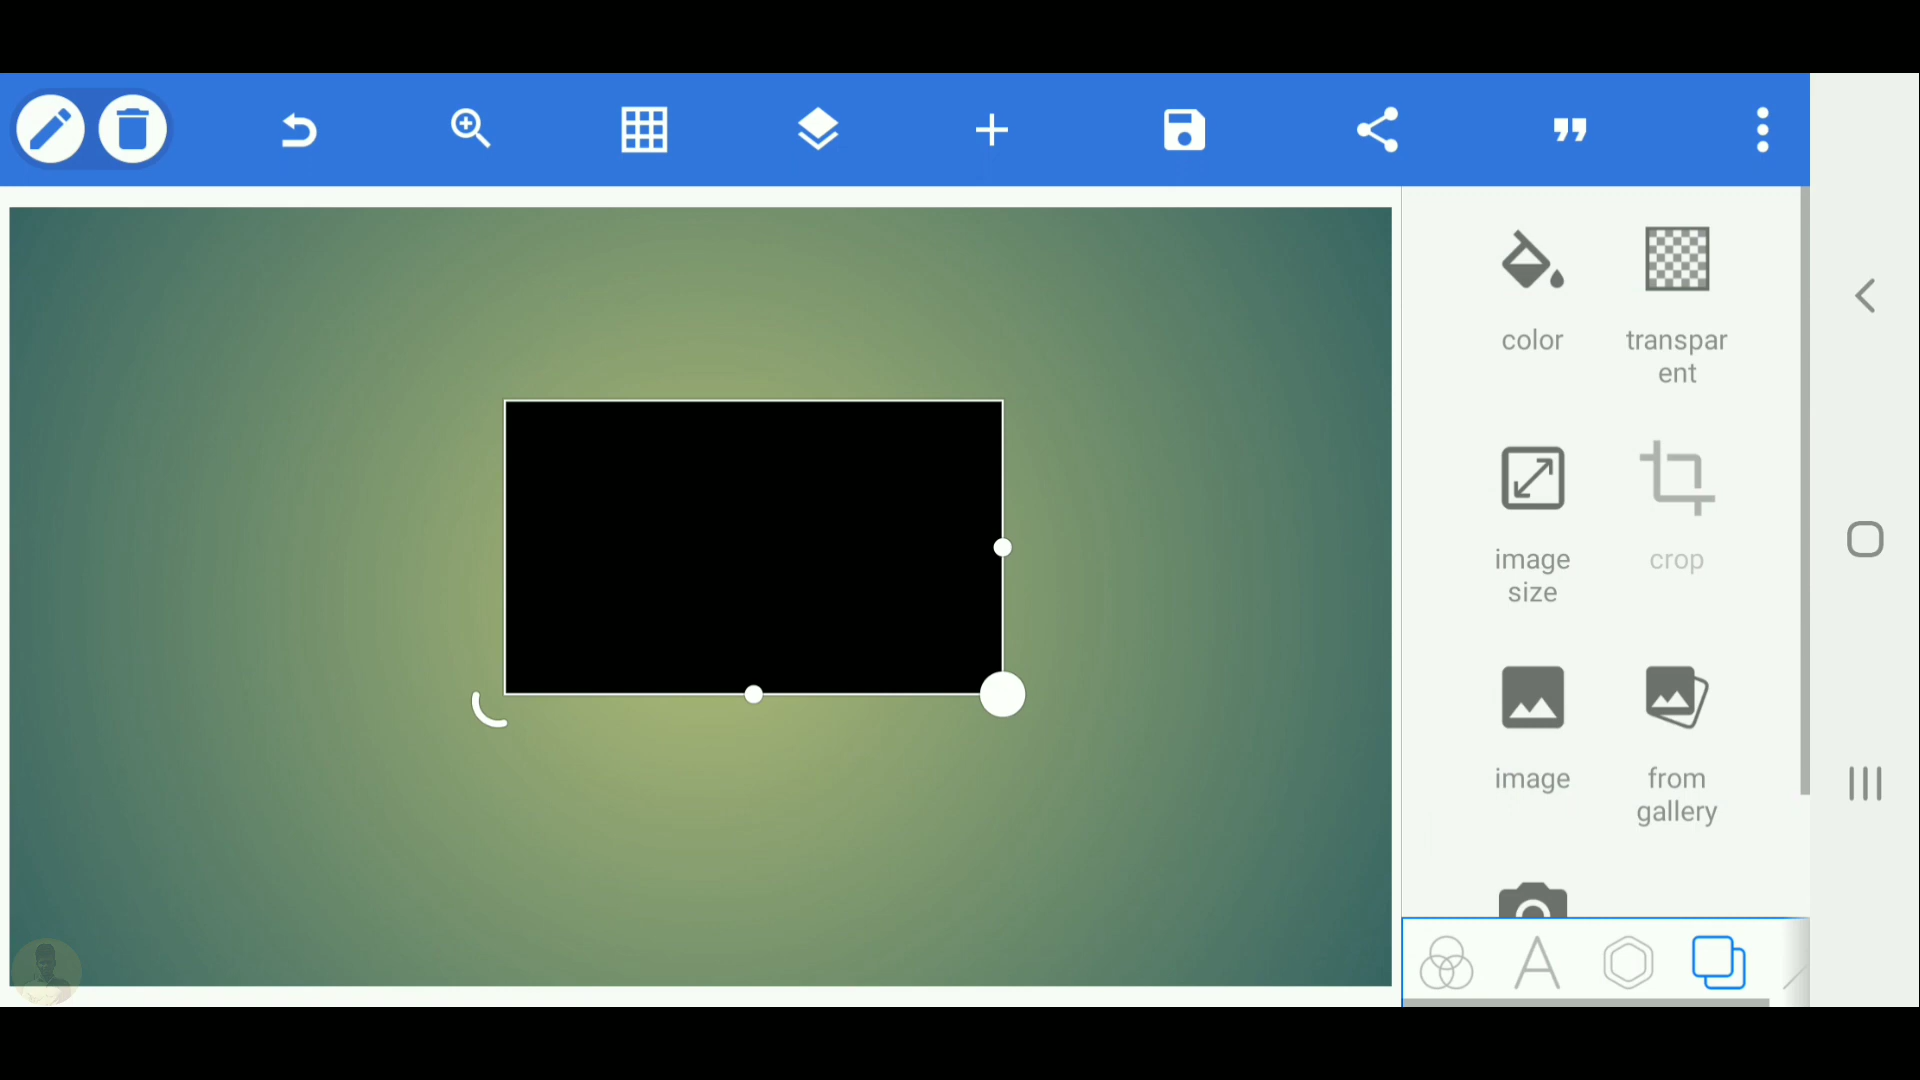 color
transpar
ent
image
size
crop
image
from
gallery